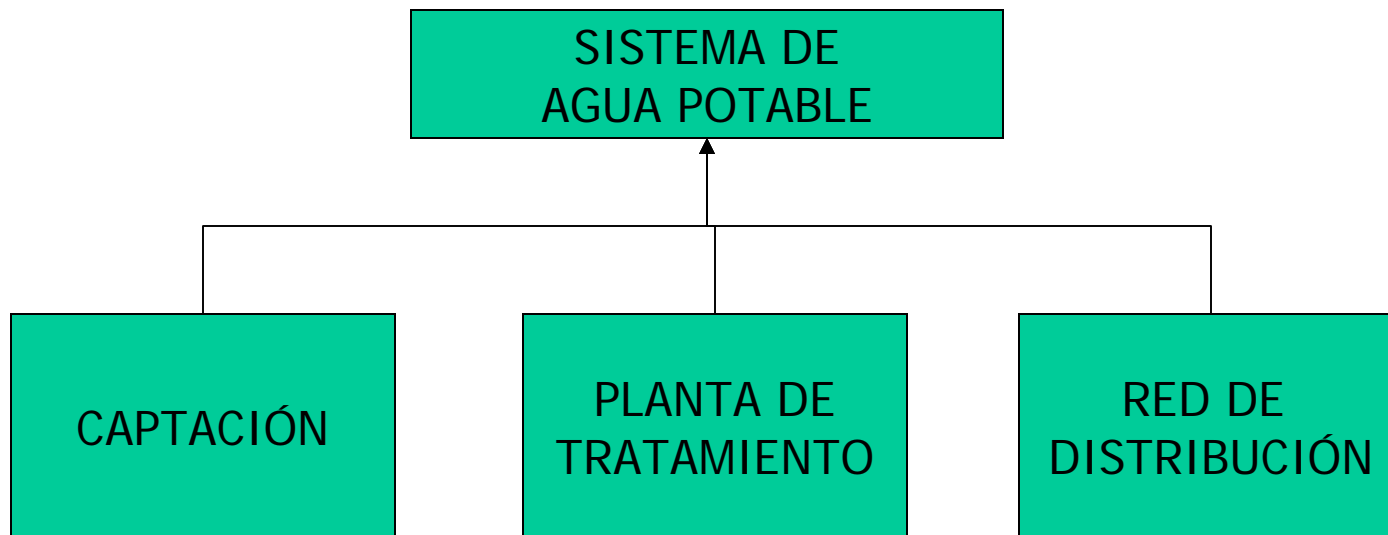 SISTEMA DE
AGUA POTABLE
CAPTACIÓN
PLANTA DE
TRATAMIENTO
RED DE
DISTRIBUCIÓN